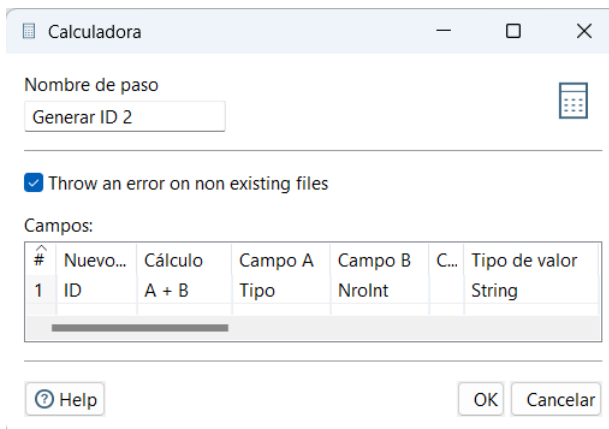 Calculadora
Nombre de paso
Generar ID 2
Throw an error on non existing files
Campos:
# Nuevo... Cálculo Campo A Campo B C... Tipo de valor
1 ID A + B Tipo NroInt String
Help OK Cancelar